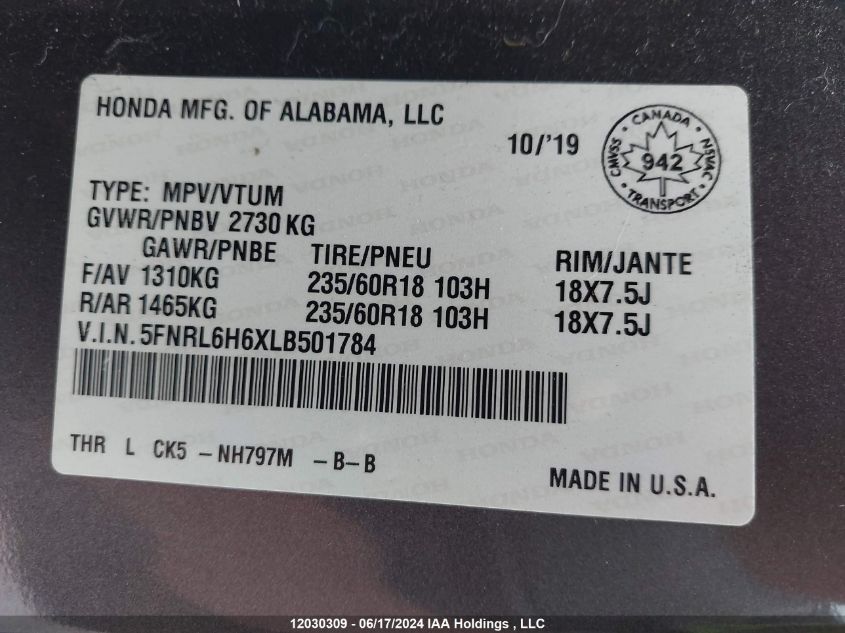 HONDA MFG. OF ALABAMA, LLC
10/'19
CANADA
CMVSS 942 NSVAC
TRANSPORT
TYPE: MPV/VTUM
GVWR/PNBV 2730 KG
GAWR/PNBE TIRE/PNEU RIM/JANTE
F/AV 1310KG 235/60R18 103H 18X7.5J
R/AR 1465KG 235/60R18 103H 18X7.5J
V.I.N. 5FNRL6H6XLB501784
THR L CK5 - NH797M - B - B
MADE IN U.S.A.
12030309 - 06/17/2024 IAA Holdings , LLC